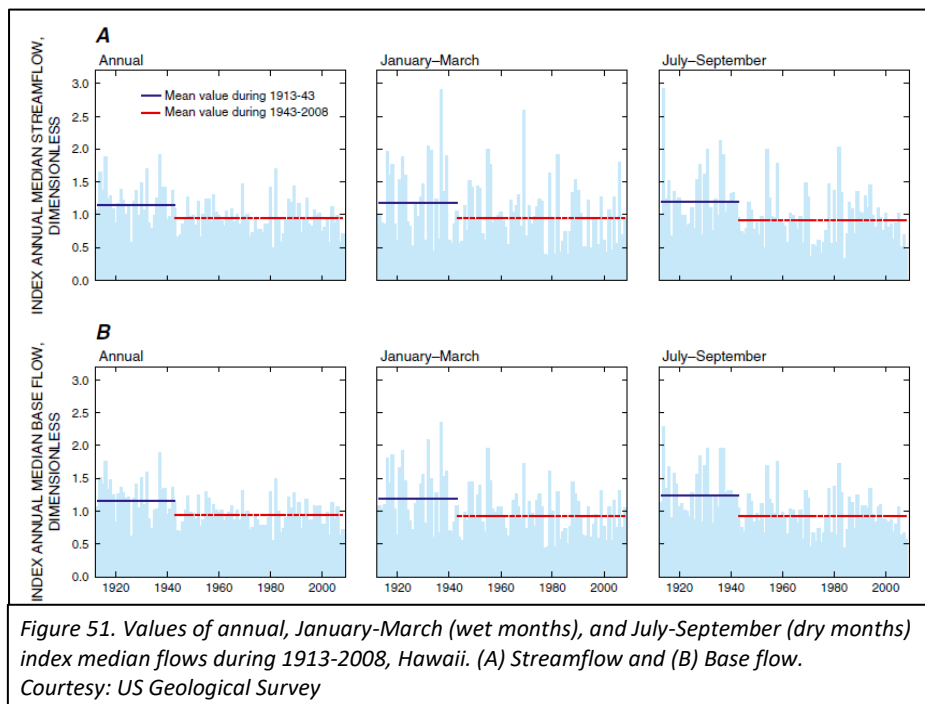 A
Annual
January–March
July–September
INDEX ANNUAL MEDIAN STREAMFLOW,
DIMENSIONLESS
Mean value during 1913-43
Mean value during 1943-2008
3.0
2.5
2.0
1.5
1.0
0.5
0.0
B
Annual
January–March
July–September
INDEX ANNUAL MEDIAN BASE FLOW,
DIMENSIONLESS
3.0
2.5
2.0
1.5
1.0
0.5
0.0
1920 1940 1960 1980 2000
1920 1940 1960 1980 2000
1920 1940 1960 1980 2000
Figure 51. Values of annual, January-March (wet months), and July-September (dry months)
index median flows during 1913-2008, Hawaii. (A) Streamflow and (B) Base flow.
Courtesy: US Geological Survey